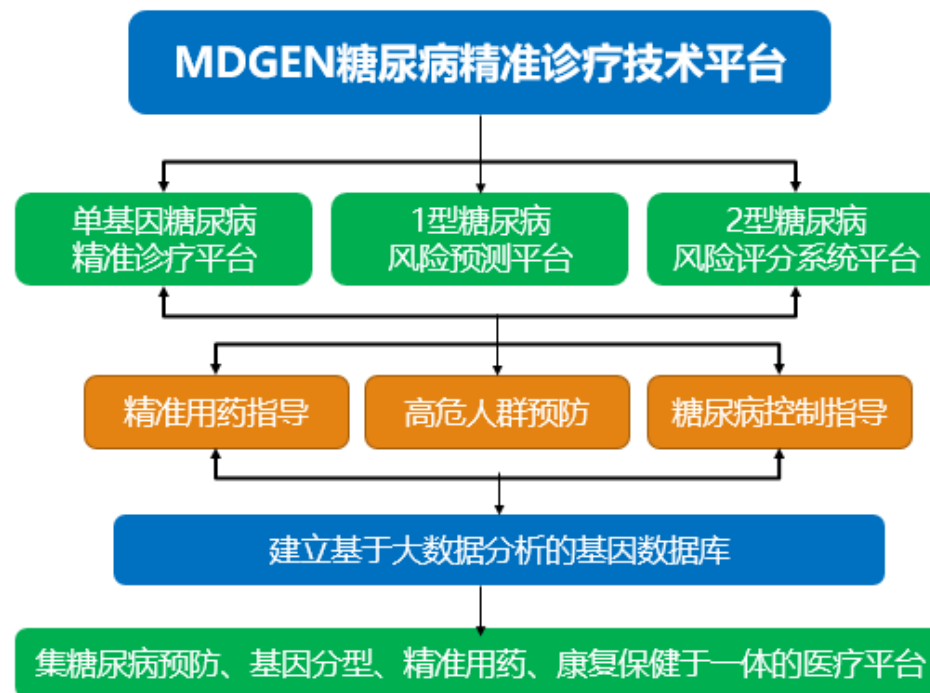 MDGEN糖尿病精准诊疗技术平台
单基因糖尿病
精准诊疗平台
1型糖尿病
风险预测平台
2型糖尿病
风险评分系统平台
精准用药指导
高危人群预防
糖尿病控制指导
建立基于大数据分析的基因数据库
集糖尿病预防、基因分型、精准用药、康复保健于一体的医疗平台